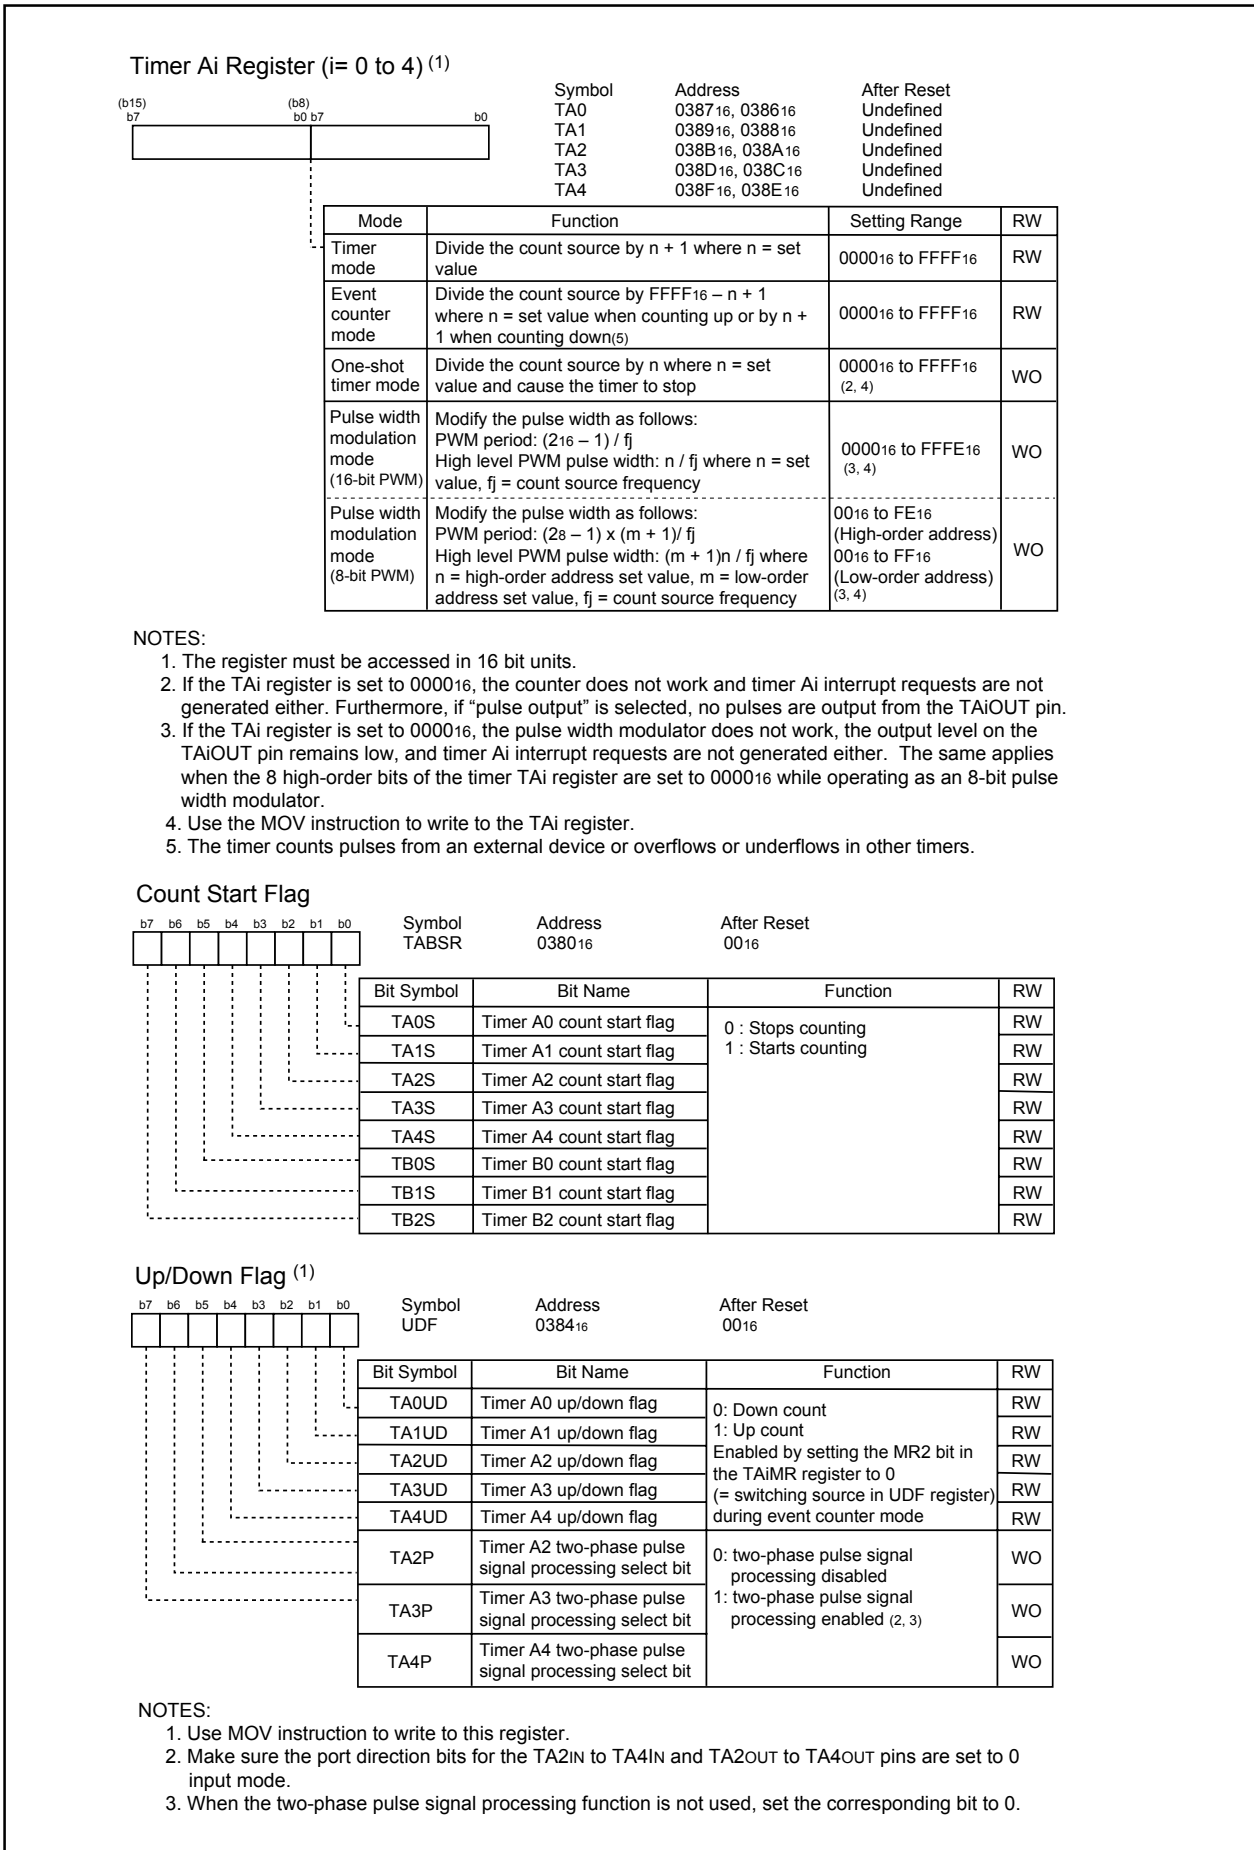 Timer Ai Register (i= 0 to 4) (1)
(b15) (b8)
b7 b0 b7 b0
Symbol Address After Reset
TA0 038716, 038616 Undefined
TA1 038916, 038816 Undefined
TA2 038B16, 038A16 Undefined
TA3 038D16, 038C16 Undefined
TA4 038F16, 038E16 Undefined
Mode Function Setting Range RW
Timer mode Divide the count source by n + 1 where n = set
value 000016 to FFFF16 RW
Event
counter
mode
Divide the count source by FFFF16 – n + 1
where n = set value when counting up or by n +
1 when counting down(5)
000016 to FFFF16 RW
One-shot
timer mode
Divide the count source by n where n = set
value and cause the timer to stop
000016 to FFFF16
(2, 4)
WO
Pulse width
modulation
mode
(16-bit PWM)
Modify the pulse width as follows:
PWM period: (216 – 1) / fj
High level PWM pulse width: n / fj where n = set
value, fj = count source frequency
000016 to FFFE16
(3, 4)
WO
Pulse width
modulation
mode
(8-bit PWM)
Modify the pulse width as follows:
PWM period: (28 – 1) x (m + 1)/ fj
High level PWM pulse width: (m + 1)n / fj where
n = high-order address set value, m = low-order
address set value, fj = count source frequency
0016 to FE16
(High-order address)
0016 to FF16
(Low-order address)
(3, 4)
WO
NOTES:
1. The register must be accessed in 16 bit units.
2. If the TAi register is set to 000016, the counter does not work and timer Ai interrupt requests are not
generated either. Furthermore, if “pulse output” is selected, no pulses are output from the TAiOUT pin.
3. If the TAi register is set to 000016, the pulse width modulator does not work, the output level on the
TAiOUT pin remains low, and timer Ai interrupt requests are not generated either. The same applies
when the 8 high-order bits of the timer TAi register are set to 000016 while operating as an 8-bit pulse
width modulator.
4. Use the MOV instruction to write to the TAi register.
5. The timer counts pulses from an external device or overflows or underflows in other timers.
Count Start Flag
b7 b6 b5 b4 b3 b2 b1 b0
Symbol Address After Reset
TABSR 038016 0016
Bit Symbol Bit Name Function RW
TA0S Timer A0 count start flag 0 : Stops counting RW
TA1S Timer A1 count start flag 1 : Starts counting RW
TA2S Timer A2 count start flag RW
TA3S Timer A3 count start flag RW
TA4S Timer A4 count start flag RW
TB0S Timer B0 count start flag RW
TB1S Timer B1 count start flag RW
TB2S Timer B2 count start flag RW
Up/Down Flag (1)
b7 b6 b5 b4 b3 b2 b1 b0
Symbol Address After Reset
UDF 038416 0016
Bit Symbol Bit Name Function RW
TA0UD Timer A0 up/down flag RW
TA1UD Timer A1 up/down flag RW
TA2UD Timer A2 up/down flag RW
TA3UD Timer A3 up/down flag RW
TA4UD Timer A4 up/down flag RW
0: Down count
1: Up count
Enabled by setting the MR2 bit in
the TAiMR register to 0
(= switching source in UDF register)
during event counter mode
TA2P Timer A2 two-phase pulse
signal processing select bit WO
TA3P Timer A3 two-phase pulse
signal processing select bit WO
TA4P Timer A4 two-phase pulse
signal processing select bit WO
0: two-phase pulse signal
processing disabled
1: two-phase pulse signal
processing enabled (2, 3)
NOTES:
1. Use MOV instruction to write to this register.
2. Make sure the port direction bits for the TA2IN to TA4IN and TA2OUT to TA4OUT pins are set to 0
input mode.
3. When the two-phase pulse signal processing function is not used, set the corresponding bit to 0.